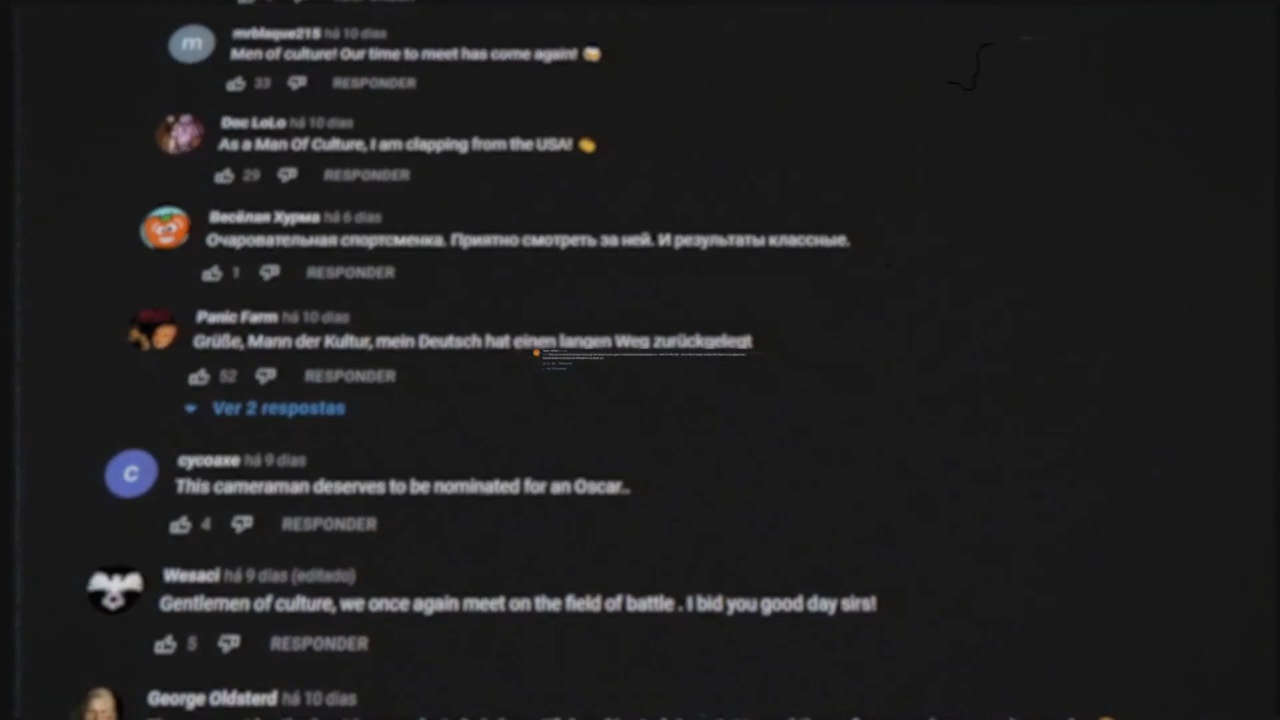 mrblaque215 há 10 dias
Men of culture! Our time to meet has come again! 🍻
33 RESPONDER
Doc LoLo há 10 dias
As a Man Of Culture, I am clapping from the USA! 👏
29 RESPONDER
Весёлая Хурма há 6 dias
Очаровательная спортсменка. Приятно смотреть за ней. И результаты классные.
1 RESPONDER
Panic Farm há 10 dias
Grüße, Mann der Kultur, mein Deutsch hat einen langen Weg zurückgelegt
52 RESPONDER
Ver 2 respostas
C
cycoaxe há 9 dias
This cameraman deserves to be nominated for an Oscar..
4 RESPONDER
Wesaci há 9 dias (editado)
Gentlemen of culture, we once again meet on the field of battle . I bid you good day sirs!
5 RESPONDER
George Oldsterd há 10 dias